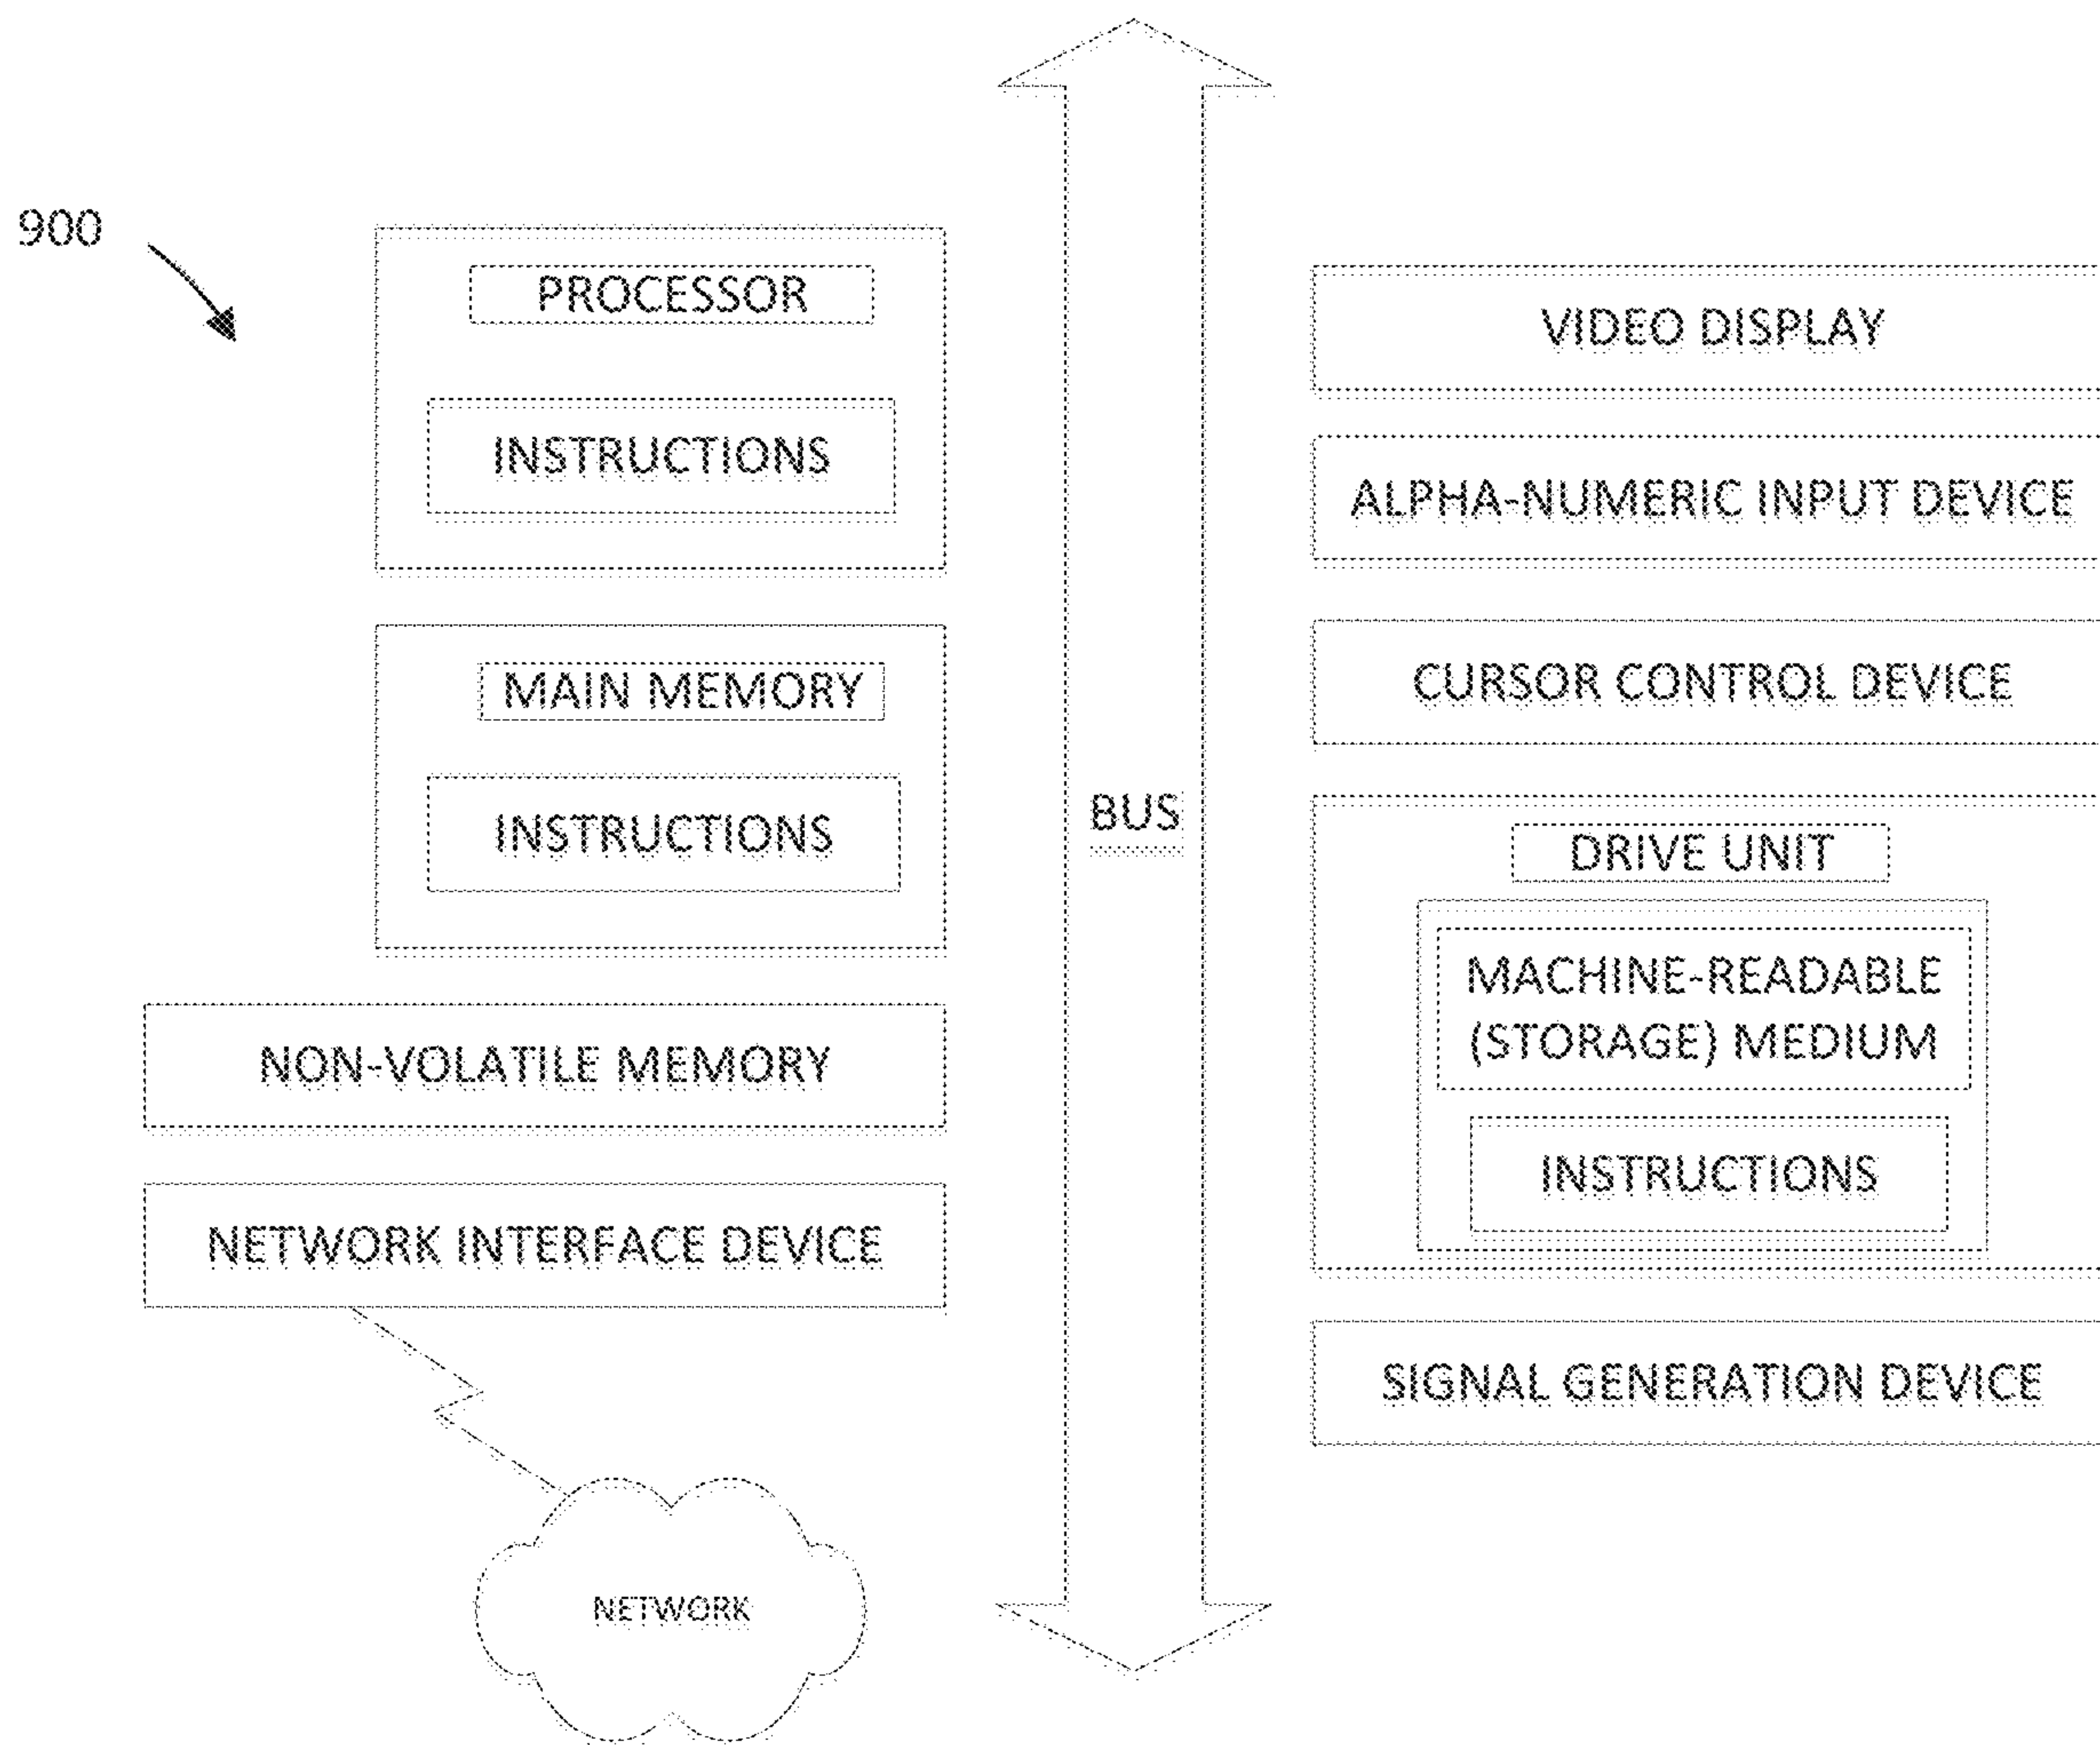 900
PROCESSOR
INSTRUCTIONS
MAIN MEMORY
INSTRUCTIONS
NON-VOLATILE MEMORY
NETWORK INTERFACE DEVICE
NETWORK
BUS
VIDEO DISPLAY
ALPHA-NUMERIC INPUT DEVICE
CURSOR CONTROL DEVICE
DRIVE UNIT
MACHINE-READABLE
(STORAGE) MEDIUM
INSTRUCTIONS
SIGNAL GENERATION DEVICE